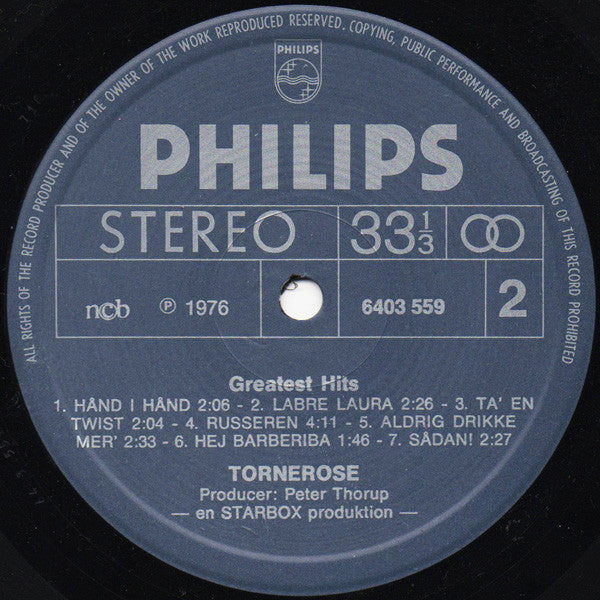 ALL RIGHTS OF THE RECORD PRODUCER AND OF THE OWNER OF THE WORK REPRODUCED RESERVED. COPYING, PUBLIC PERFORMANCE AND BROADCASTING OF THIS RECORD PROHIBITED
PHILIPS
PHILIPS
STEREO 33 1/3
ncb ℗ 1976 6403 559 2
Greatest Hits
1. HÅND I HÅND 2:06 - 2. LABRE LAURA 2:26 - 3. TA' EN
TWIST 2:04 - 4. RUSSEREN 4:11 - 5. ALDRIG DRIKKE
MER' 2:33 - 6. HEJ BARBERIBA 1:46 - 7. SÅDAN! 2:27
TORNEROSE
Producer: Peter Thorup
— en STARBOX produktion —